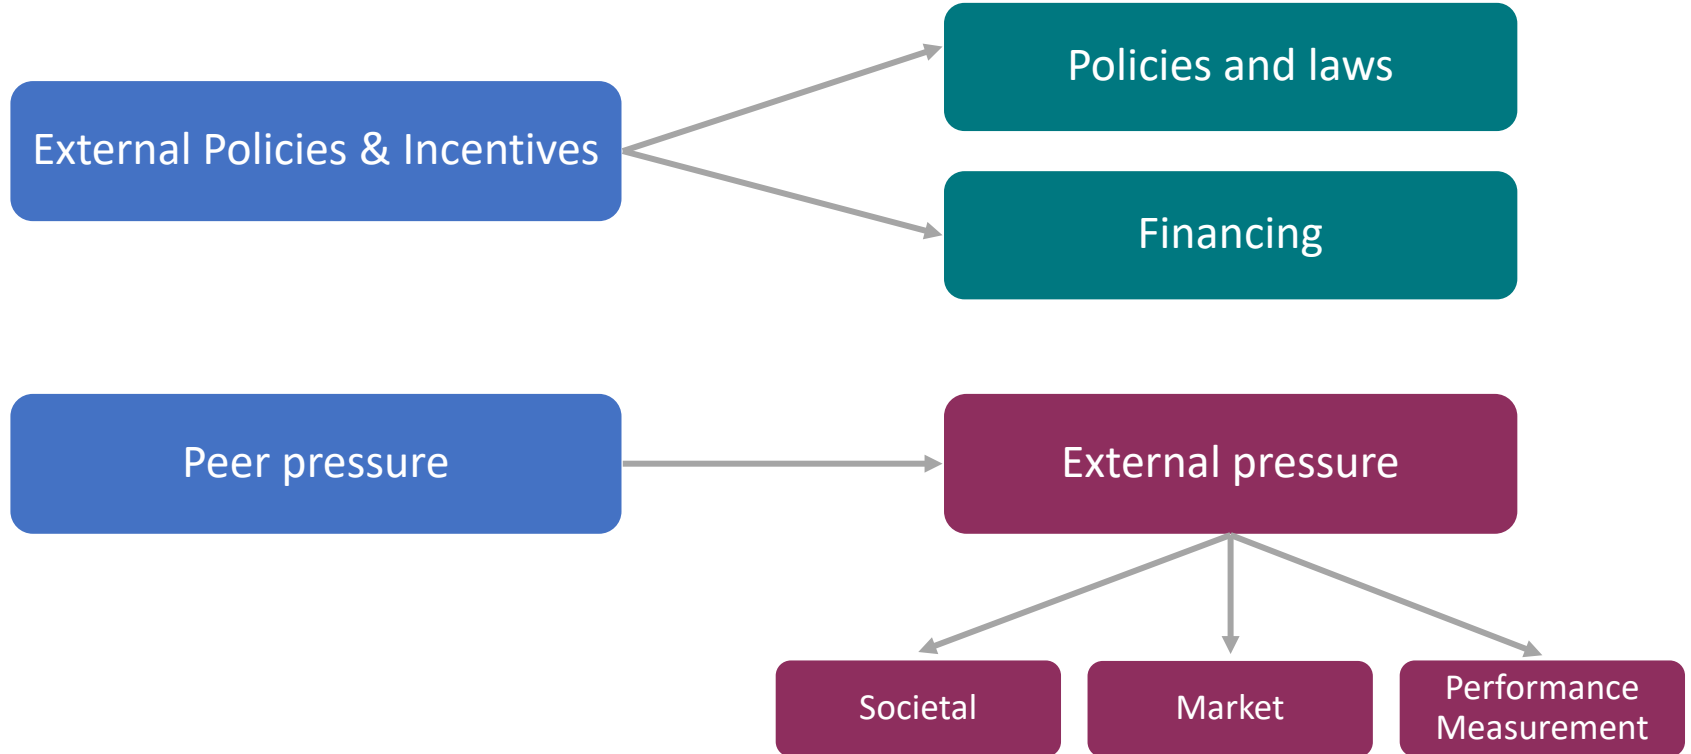 External Policies & Incentives
Policies and laws
Financing
Peer pressure
External pressure
Societal
Market
Performance
Measurement